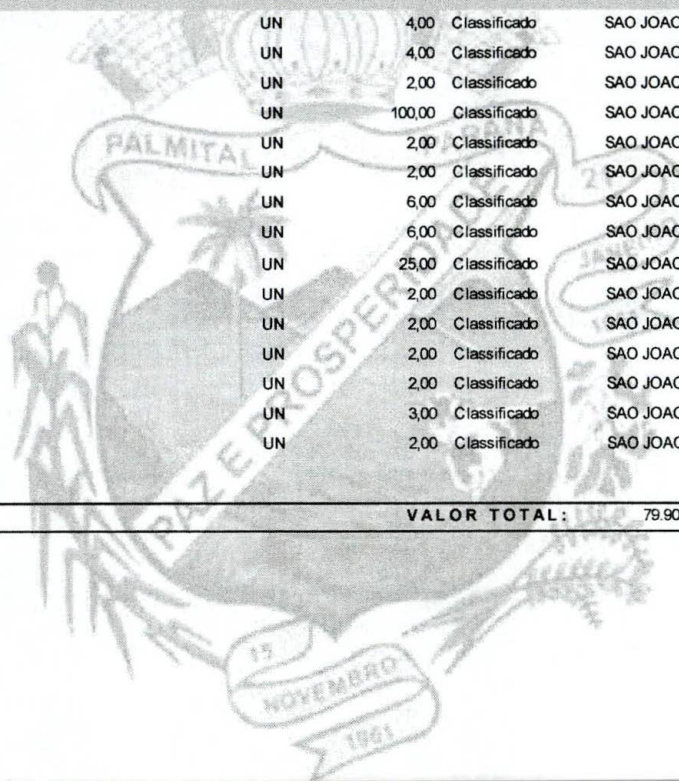 UN 4,00 Classificado SAO JOAO
UN 4,00 Classificado SAO JOAO
UN 2,00 Classificado SAO JOAO
UN 100,00 Classificado SAO JOAO
UN 2,00 Classificado SAO JOAO
UN 2,00 Classificado SAO JOAO
UN 6,00 Classificado SAO JOAO
UN 6,00 Classificado SAO JOAO
UN 25,00 Classificado SAO JOAO
UN 2,00 Classificado SAO JOAO
UN 2,00 Classificado SAO JOAO
UN 2,00 Classificado SAO JOAO
UN 2,00 Classificado SAO JOAO
UN 3,00 Classificado SAO JOAO
UN 2,00 Classificado SAO JOAO
VALOR TOTAL: 79.90
PALMITAL PARANÁ
JANEIRO
PAZ E PROSPERIDADE
15
NOVEMBRO
1961